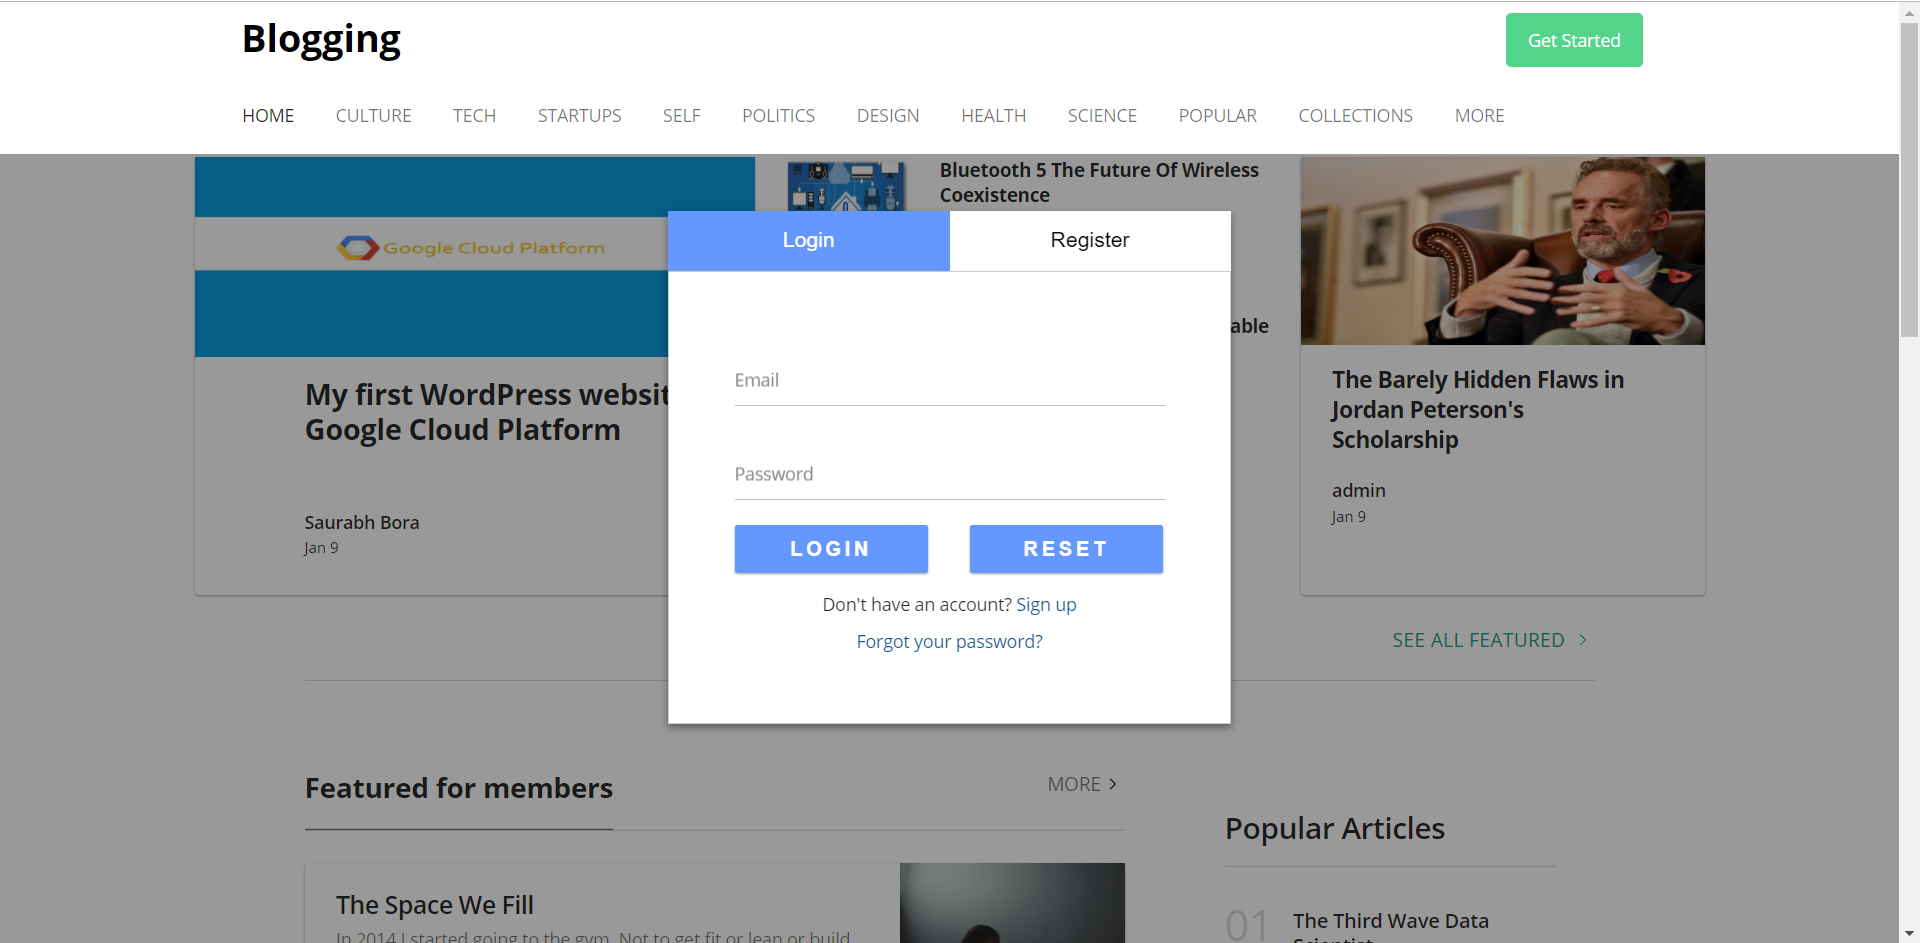 Blogging
Get Started
HOME CULTURE TECH STARTUPS SELF POLITICS DESIGN HEALTH SCIENCE POPULAR COLLECTIONS MORE
Google Cloud Platform
My first WordPress
Google Cloud Platform
Saurabh Bora
Jan 9
Bluetooth 5 The Future Of Wireless
Coexistence
able
Login
Register
Email
Password
LOGIN
RESET
Don't have an account? Sign up
Forgot your password?
The Barely Hidden Flaws in
Jordan Peterson's
Scholarship
admin
Jan 9
SEE ALL FEATURED
Featured for members
MORE
The Space We Fill
In 2014 I started going to the gym. Not to get fit or lean or build
Popular Articles
01
The Third Wave Data
Scientist